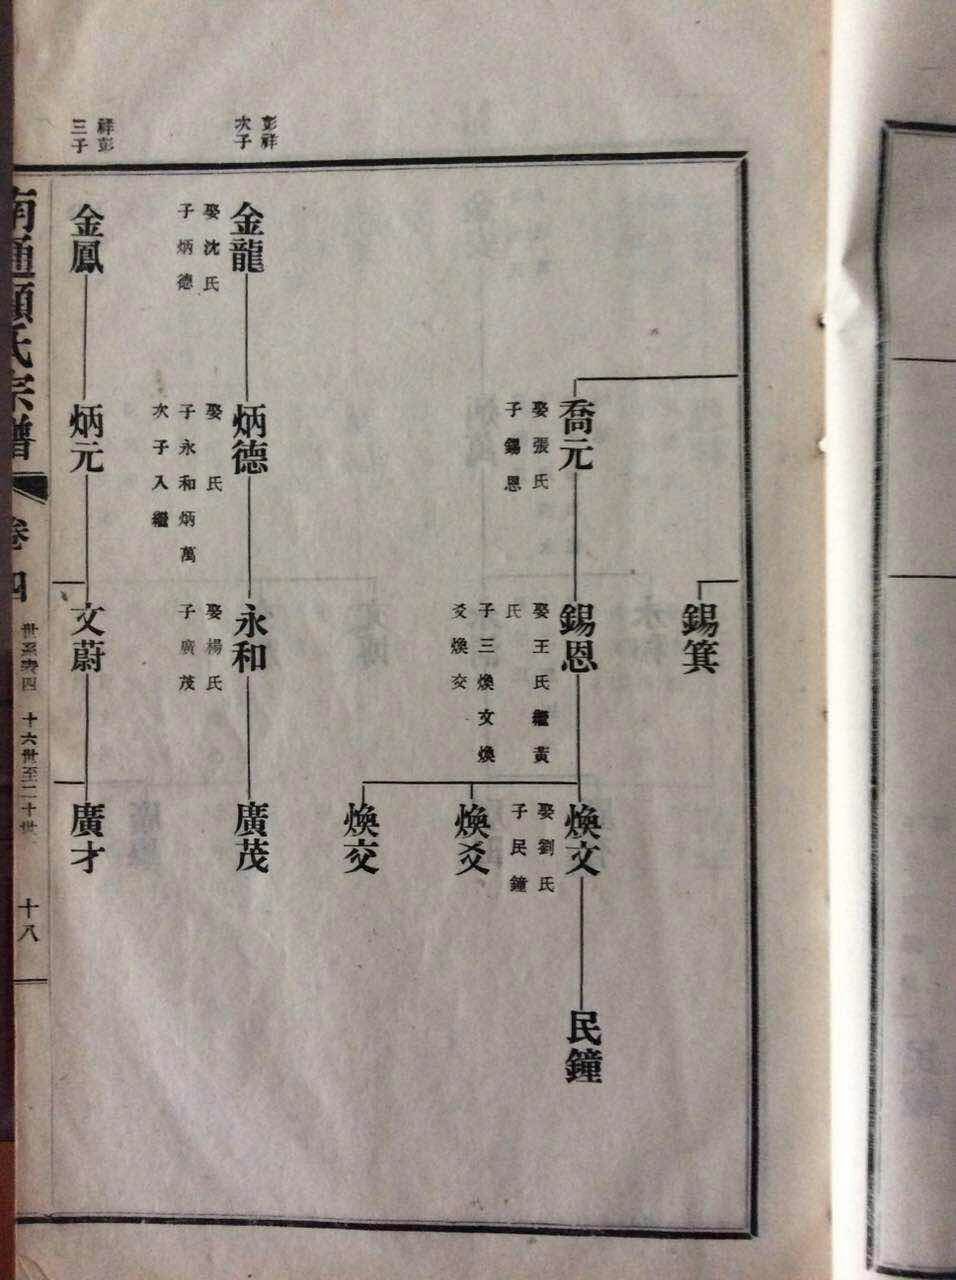 錫箕
喬元
娶張氏
子錫恩
錫恩
娶王氏繼黃
氏
子三煥文煥
爻煥交
煥文
娶劉氏
子民鐘
民鐘
煥爻
煥交
彭祥
次子
金龍
娶沈氏
子炳德
炳德
娶　氏
子永和炳萬
次子入繼
永和
娶楊氏
子廣茂
廣茂
祥彭
三子
金鳳
炳元
文蔚
廣才
南通顧氏宗譜
卷四
世系表四　十六世至二十世
十八